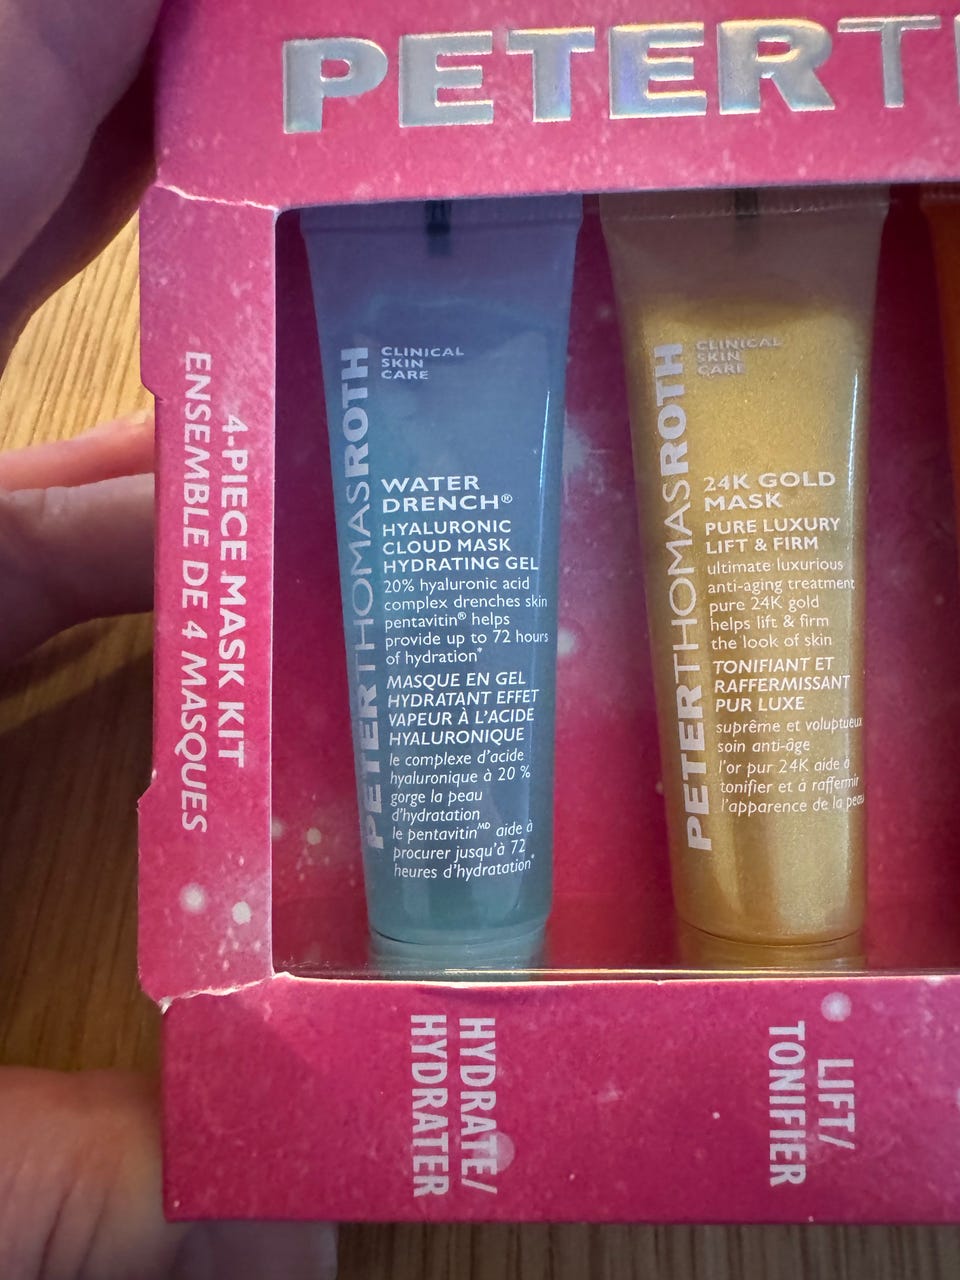 PETERT
4-PIECE MASK KIT
ENSEMBLE DE 4 MASQUES
PETERTHOMASROTH
CLINICAL
SKIN
CARE
WATER
DRENCH®
HYALURONIC
CLOUD MASK
HYDRATING GEL
20% hyaluronic acid
complex drenches skin
pentavitin® helps
provide up to 72 hours
of hydration*
MASQUE EN GEL
HYDRATANT EFFET
VAPEUR À L'ACIDE
HYALURONIQUE
le complexe d'acide
hyaluronique à 20 %
gorge la peau
d'hydratation
le pentavitinMD aide à
procurer jusqu'à 72
heures d'hydratation*
PETERTHOMASROTH
CLINICAL
SKIN
CARE
24K GOLD
MASK
PURE LUXURY
LIFT & FIRM
ultimate luxurious
anti-aging treatment
pure 24K gold
helps lift & firm
the look of skin
TONIFIANT ET
RAFFERMISSANT
PUR LUXE
suprême et voluptueux
soin anti-âge
l'or pur 24K aide à
tonifier et à raffermir
l'apparence de la peau
HYDRATE/
HYDRATER
LIFT/
TONIFIER